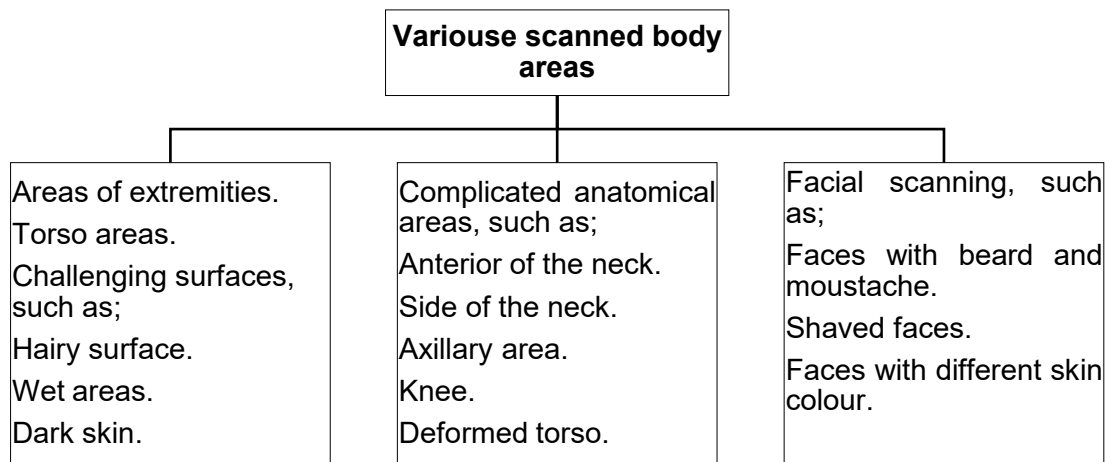 Variouse scanned body
areas
Areas of extremities.
Torso areas.
Challenging surfaces,
such as;
Hairy surface.
Wet areas.
Dark skin.
Complicated anatomical
areas, such as;
Anterior of the neck.
Side of the neck.
Axillary area.
Knee.
Deformed torso.
Facial scanning, such
as;
Faces with beard and
moustache.
Shaved faces.
Faces with different skin
colour.